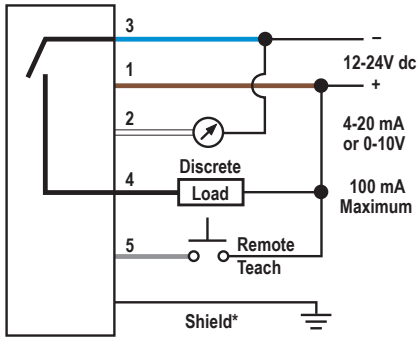 3
–
12-24V dc
1
+
2
4-20 mA
or 0-10V
Discrete
4
Load
100 mA
Maximum
5
Remote
Teach
Shield*